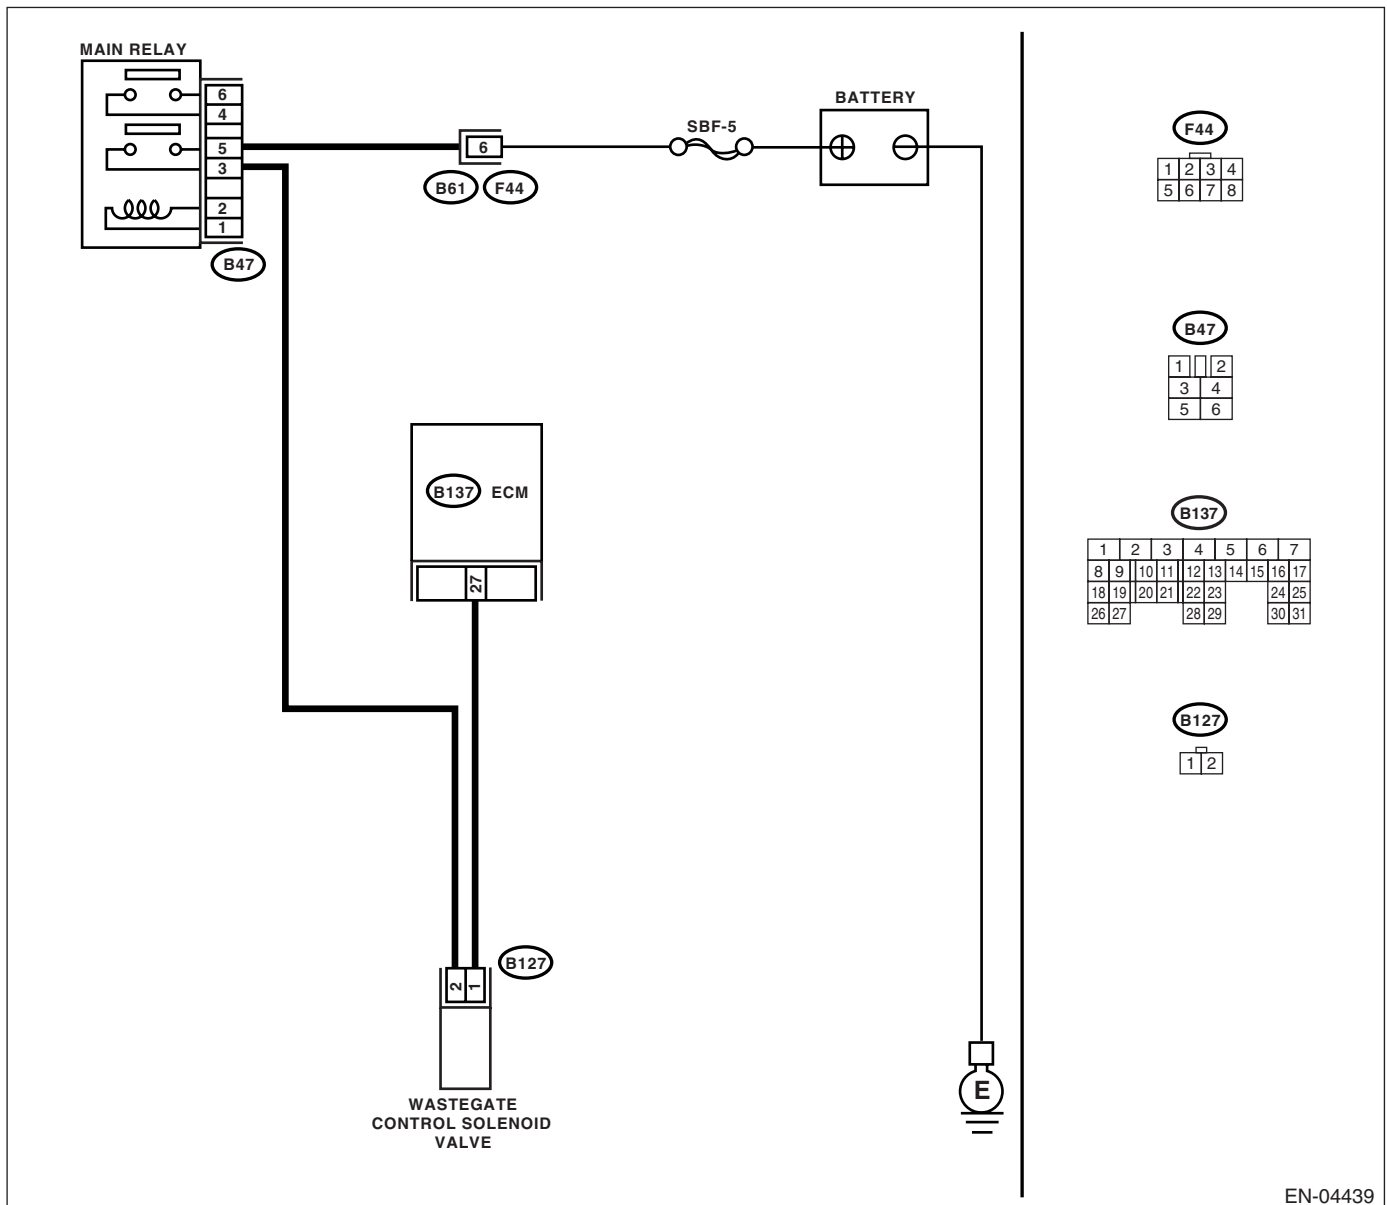 MAIN RELAY
6
4
5
3
2
1
B47
6
B61 F44
SBF-5
BATTERY
B137 ECM
27
B127
2 1
WASTEGATE
CONTROL SOLENOID
VALVE
E
F44
1 2 3 4
5 6 7 8
B47
1 2
3 4
5 6
B137
1 2 3 4 5 6 7
8 9 10 11 12 13 14 15 16 17
18 19 20 21 22 23 24 25
26 27 28 29 30 31
B127
1 2
EN-04439